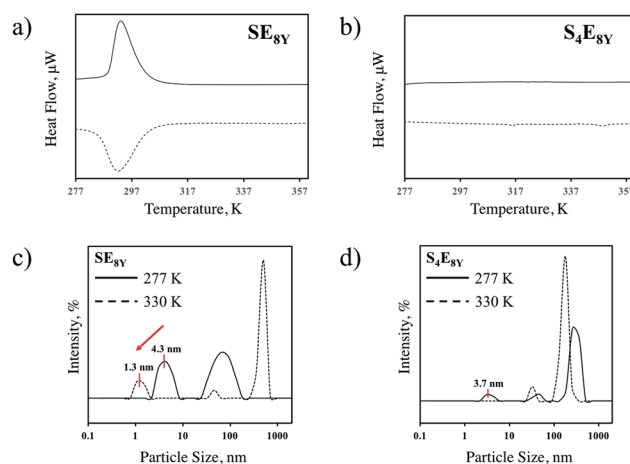 a)
SE8Y
Heat Flow, μW
277 297 317 337 357
Temperature, K
b)
S4E8Y
Heat Flow, μW
277 297 317 337 357
Temperature, K
c)
SE8Y
277 K
330 K
4.3 nm
1.3 nm
Intensity, %
0.1 1 10 100 1000
Particle Size, nm
d)
S4E8Y
277 K
330 K
3.7 nm
Intensity, %
0.1 1 10 100 1000
Particle Size, nm